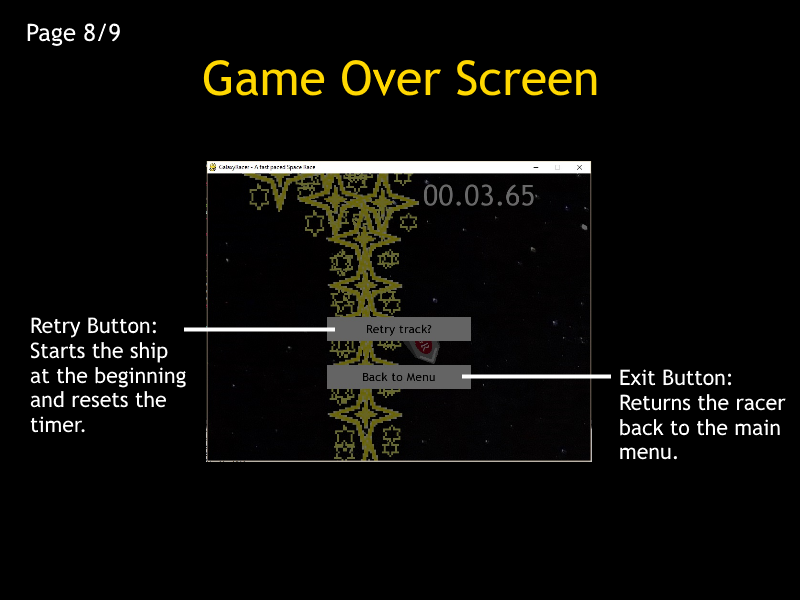 Page 8/9
Game Over Screen
GalaxyRacer - A fast paced Space Race
00.03.65
Retry track?
Back to Menu
Retry Button:
Starts the ship
at the beginning
and resets the
timer.
Exit Button:
Returns the racer
back to the main
menu.